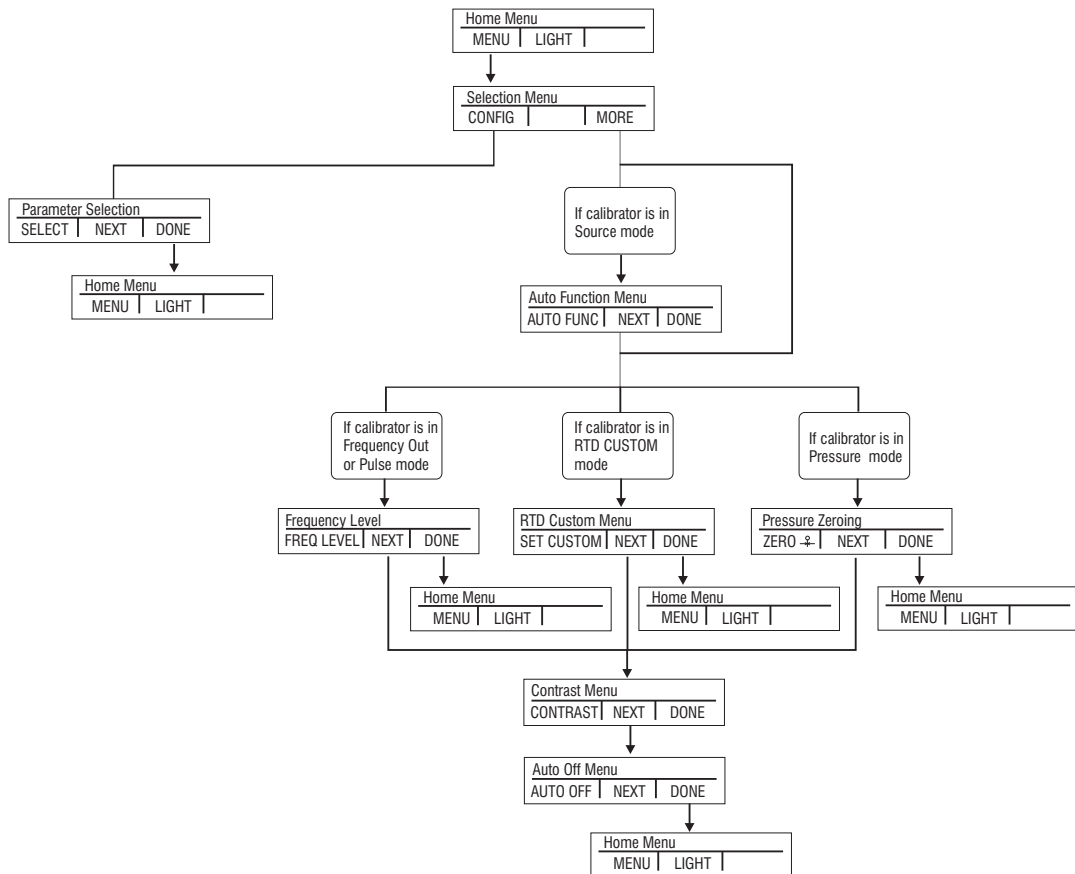 Home Menu
MENU LIGHT
Selection Menu
CONFIG MORE
Parameter Selection
SELECT NEXT DONE
Home Menu
MENU LIGHT
If calibrator is in
Source mode
Auto Function Menu
AUTO FUNC NEXT DONE
If calibrator is in
Frequency Out
or Pulse mode
If calibrator is in
RTD CUSTOM
mode
If calibrator is in
Pressure mode
Frequency Level
FREQ LEVEL NEXT DONE
RTD Custom Menu
SET CUSTOM NEXT DONE
Pressure Zeroing
ZERO NEXT DONE
Home Menu
MENU LIGHT
Home Menu
MENU LIGHT
Home Menu
MENU LIGHT
Contrast Menu
CONTRAST NEXT DONE
Auto Off Menu
AUTO OFF NEXT DONE
Home Menu
MENU LIGHT